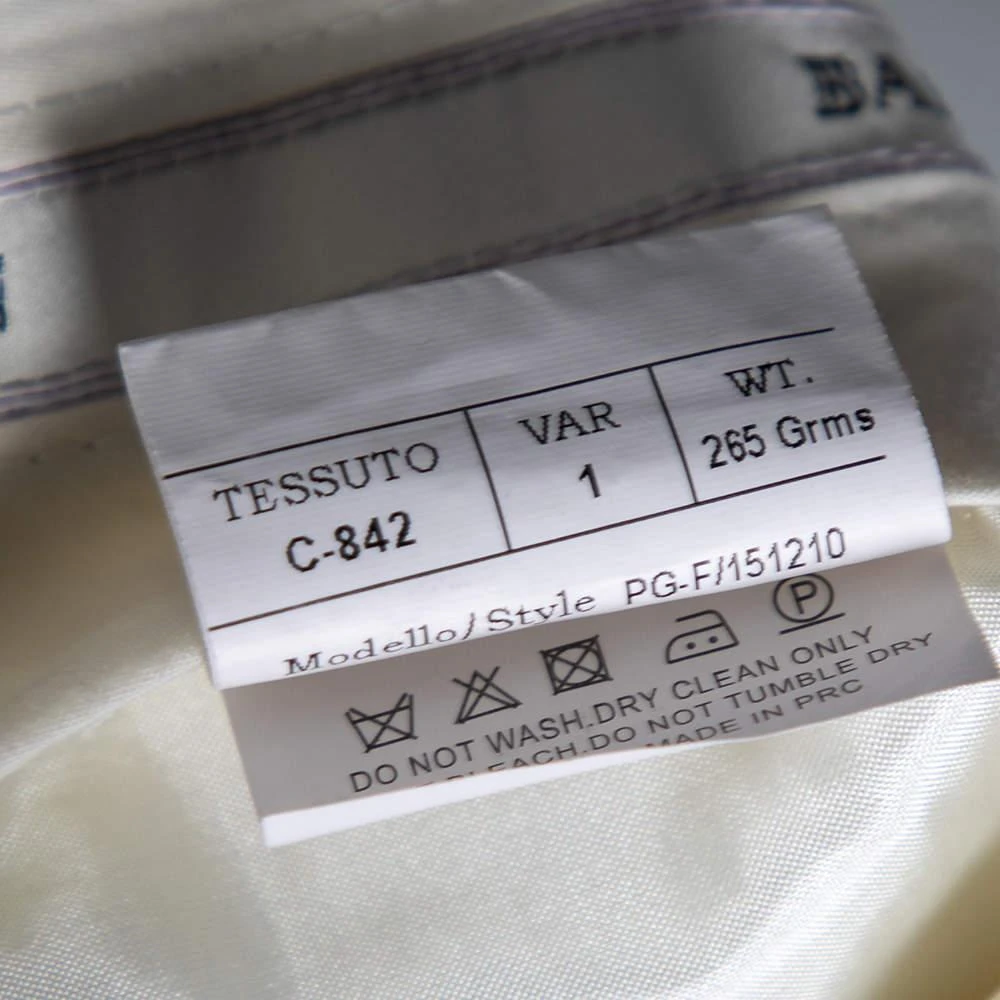 BA
TESSUTO VAR WT.
C-842 1 265 Grms
Modello/Style PG-F/151210
P
DO NOT WASH.DRY CLEAN ONLY
BLEACH.DO NOT TUMBLE DRY
MADE IN PRC